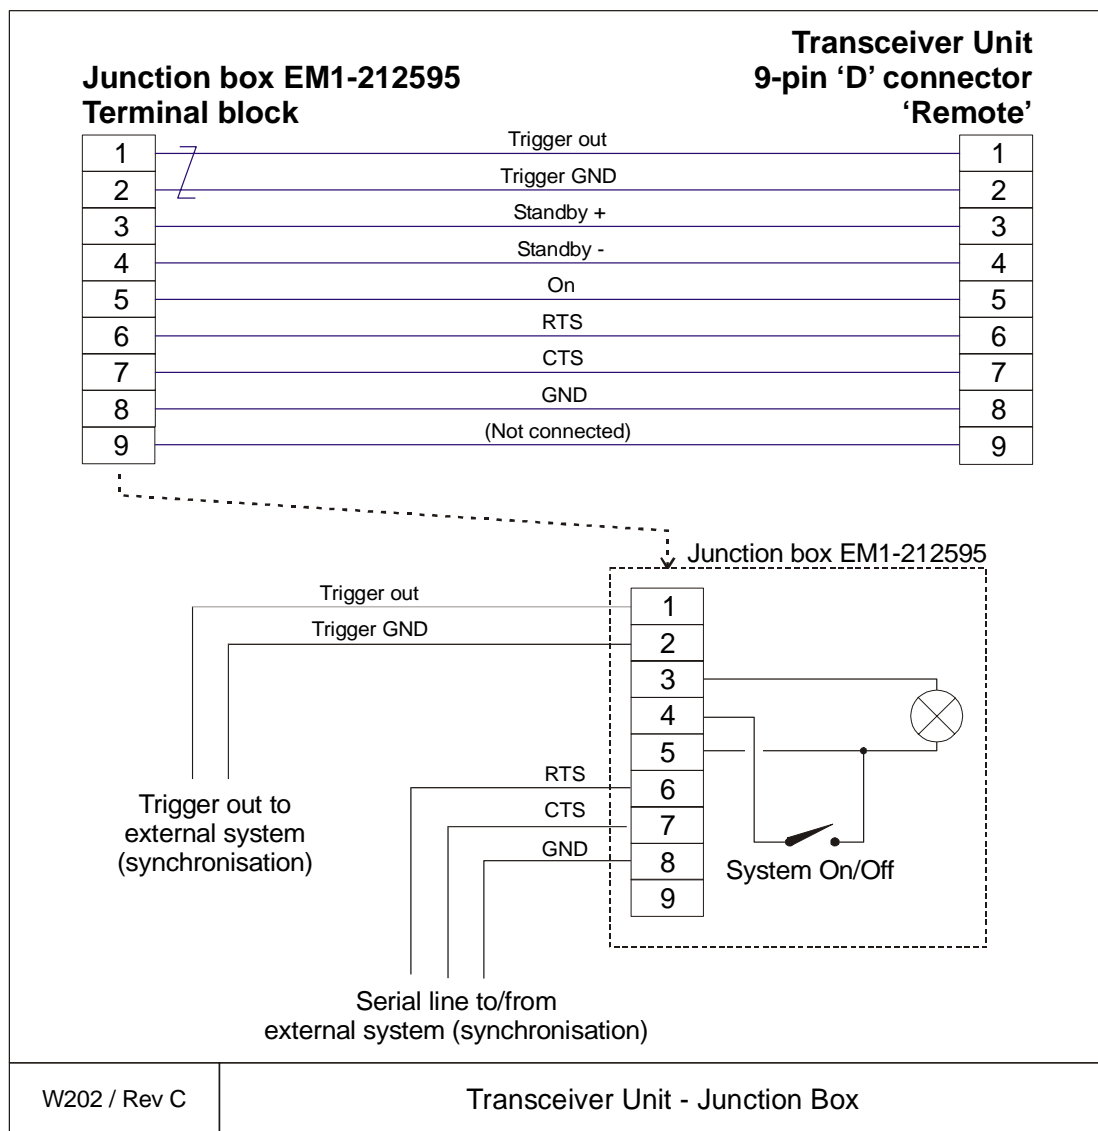 Junction box EM1-212595
Terminal block
Transceiver Unit
9-pin ‘D’ connector
‘Remote’
1 Trigger out 1
2 Trigger GND 2
3 Standby + 3
4 Standby - 4
5 On 5
6 RTS 6
7 CTS 7
8 GND 8
9 (Not connected) 9
Junction box EM1-212595
Trigger out 1
Trigger GND 2
3
4
5
RTS 6
CTS 7
GND 8
9
System On/Off
Trigger out to
external system
(synchronisation)
Serial line to/from
external system (synchronisation)
W202 / Rev C
Transceiver Unit - Junction Box